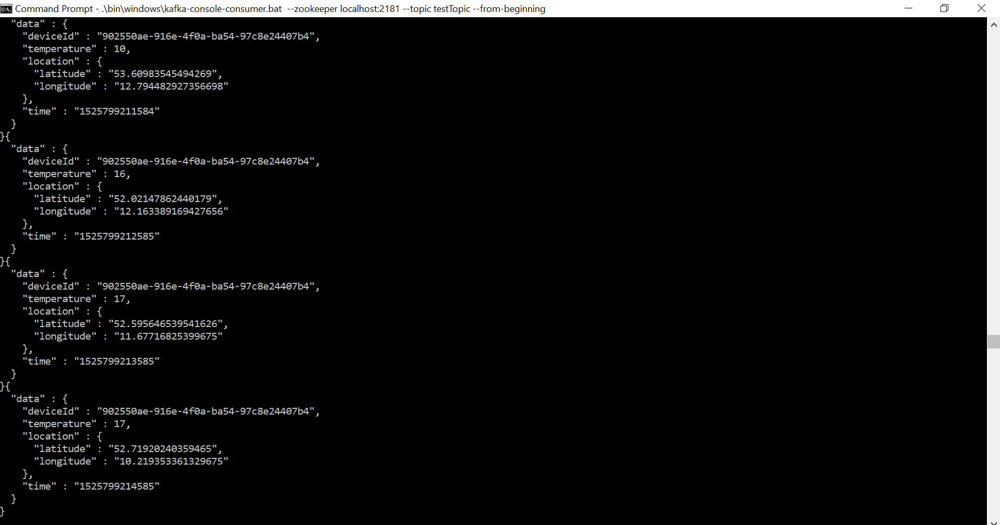 Command Prompt - .\bin\windows\kafka-console-consumer.bat  --zookeeper localhost:2181 --topic testTopic --from-beginning
  "data" : {
    "deviceId" : "902550ae-916e-4f0a-ba54-97c8e24407b4",
    "temperature" : 10,
    "location" : {
      "latitude" : "53.60983545494269",
      "longitude" : "12.794482927356698"
    },
    "time" : "1525799211584"
  }
}{
  "data" : {
    "deviceId" : "902550ae-916e-4f0a-ba54-97c8e24407b4",
    "temperature" : 16,
    "location" : {
      "latitude" : "52.02147862440179",
      "longitude" : "12.163389169427656"
    },
    "time" : "1525799212585"
  }
}{
  "data" : {
    "deviceId" : "902550ae-916e-4f0a-ba54-97c8e24407b4",
    "temperature" : 17,
    "location" : {
      "latitude" : "52.595646539541626",
      "longitude" : "11.67716825399675"
    },
    "time" : "1525799213585"
  }
}{
  "data" : {
    "deviceId" : "902550ae-916e-4f0a-ba54-97c8e24407b4",
    "temperature" : 17,
    "location" : {
      "latitude" : "52.71920240359465",
      "longitude" : "10.219353361329675"
    },
    "time" : "1525799214585"
  }
}